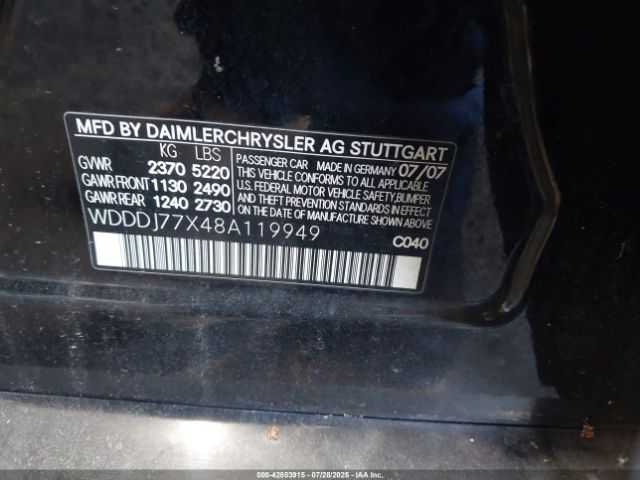 MFD BY DAIMLERCHRYSLER AG STUTTGART
KG LBS
GVWR 2370 5220
GAWR FRONT 1130 2490
GAWR REAR 1240 2730
PASSENGER CAR MADE IN GERMANY 07/07
THIS VEHICLE CONFORMS TO ALL APPLICABLE
U.S. FEDERAL MOTOR VEHICLE SAFETY, BUMPER,
AND THEFT PREVENTION STANDARDS IN EFFECT
ON THE DATE OF MANUFACTURE SHOWN ABOVE.
WDDDJ77X48A119949
C040
000-42853915 - 07/28/2025 - IAAI.COM